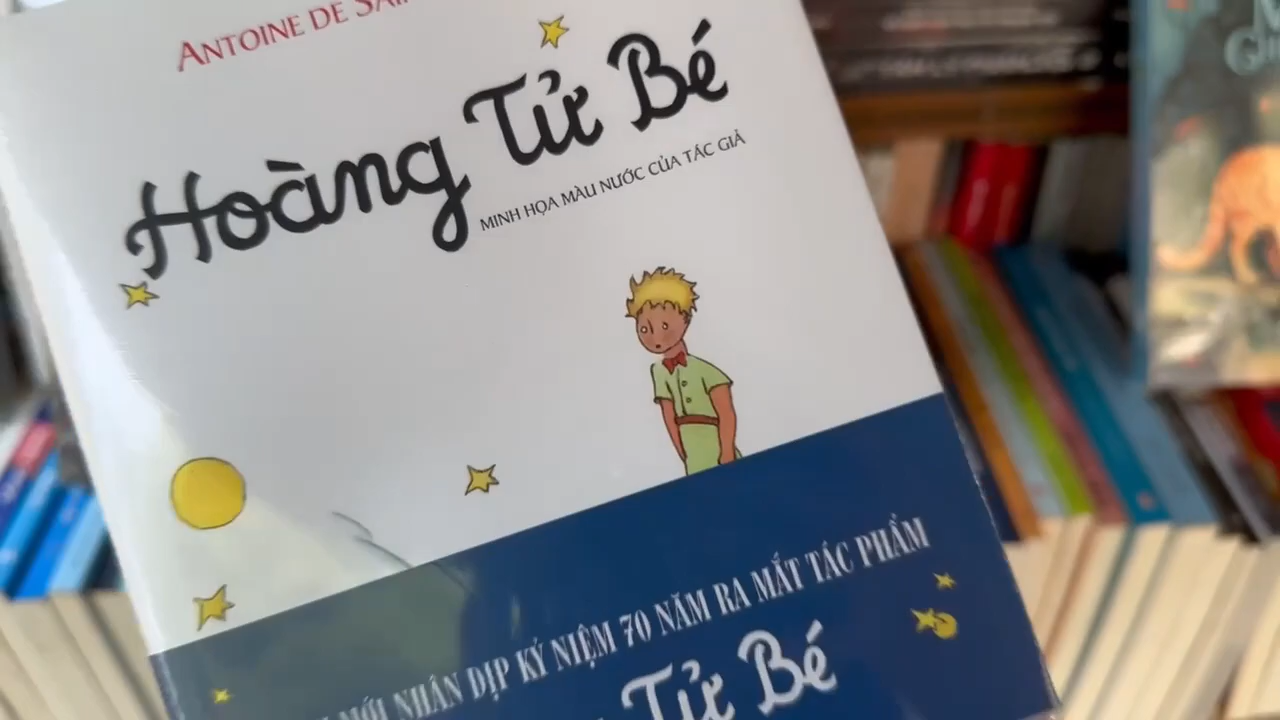 ANTOINE DE
Hoàng Tử Bé
MINH HỌA MÀU NƯỚC CỦA TÁC GIẢ
MỚI NHÂN DỊP KỶ NIỆM 70 NĂM RA MẮT TÁC PHẨM
Tử Bé